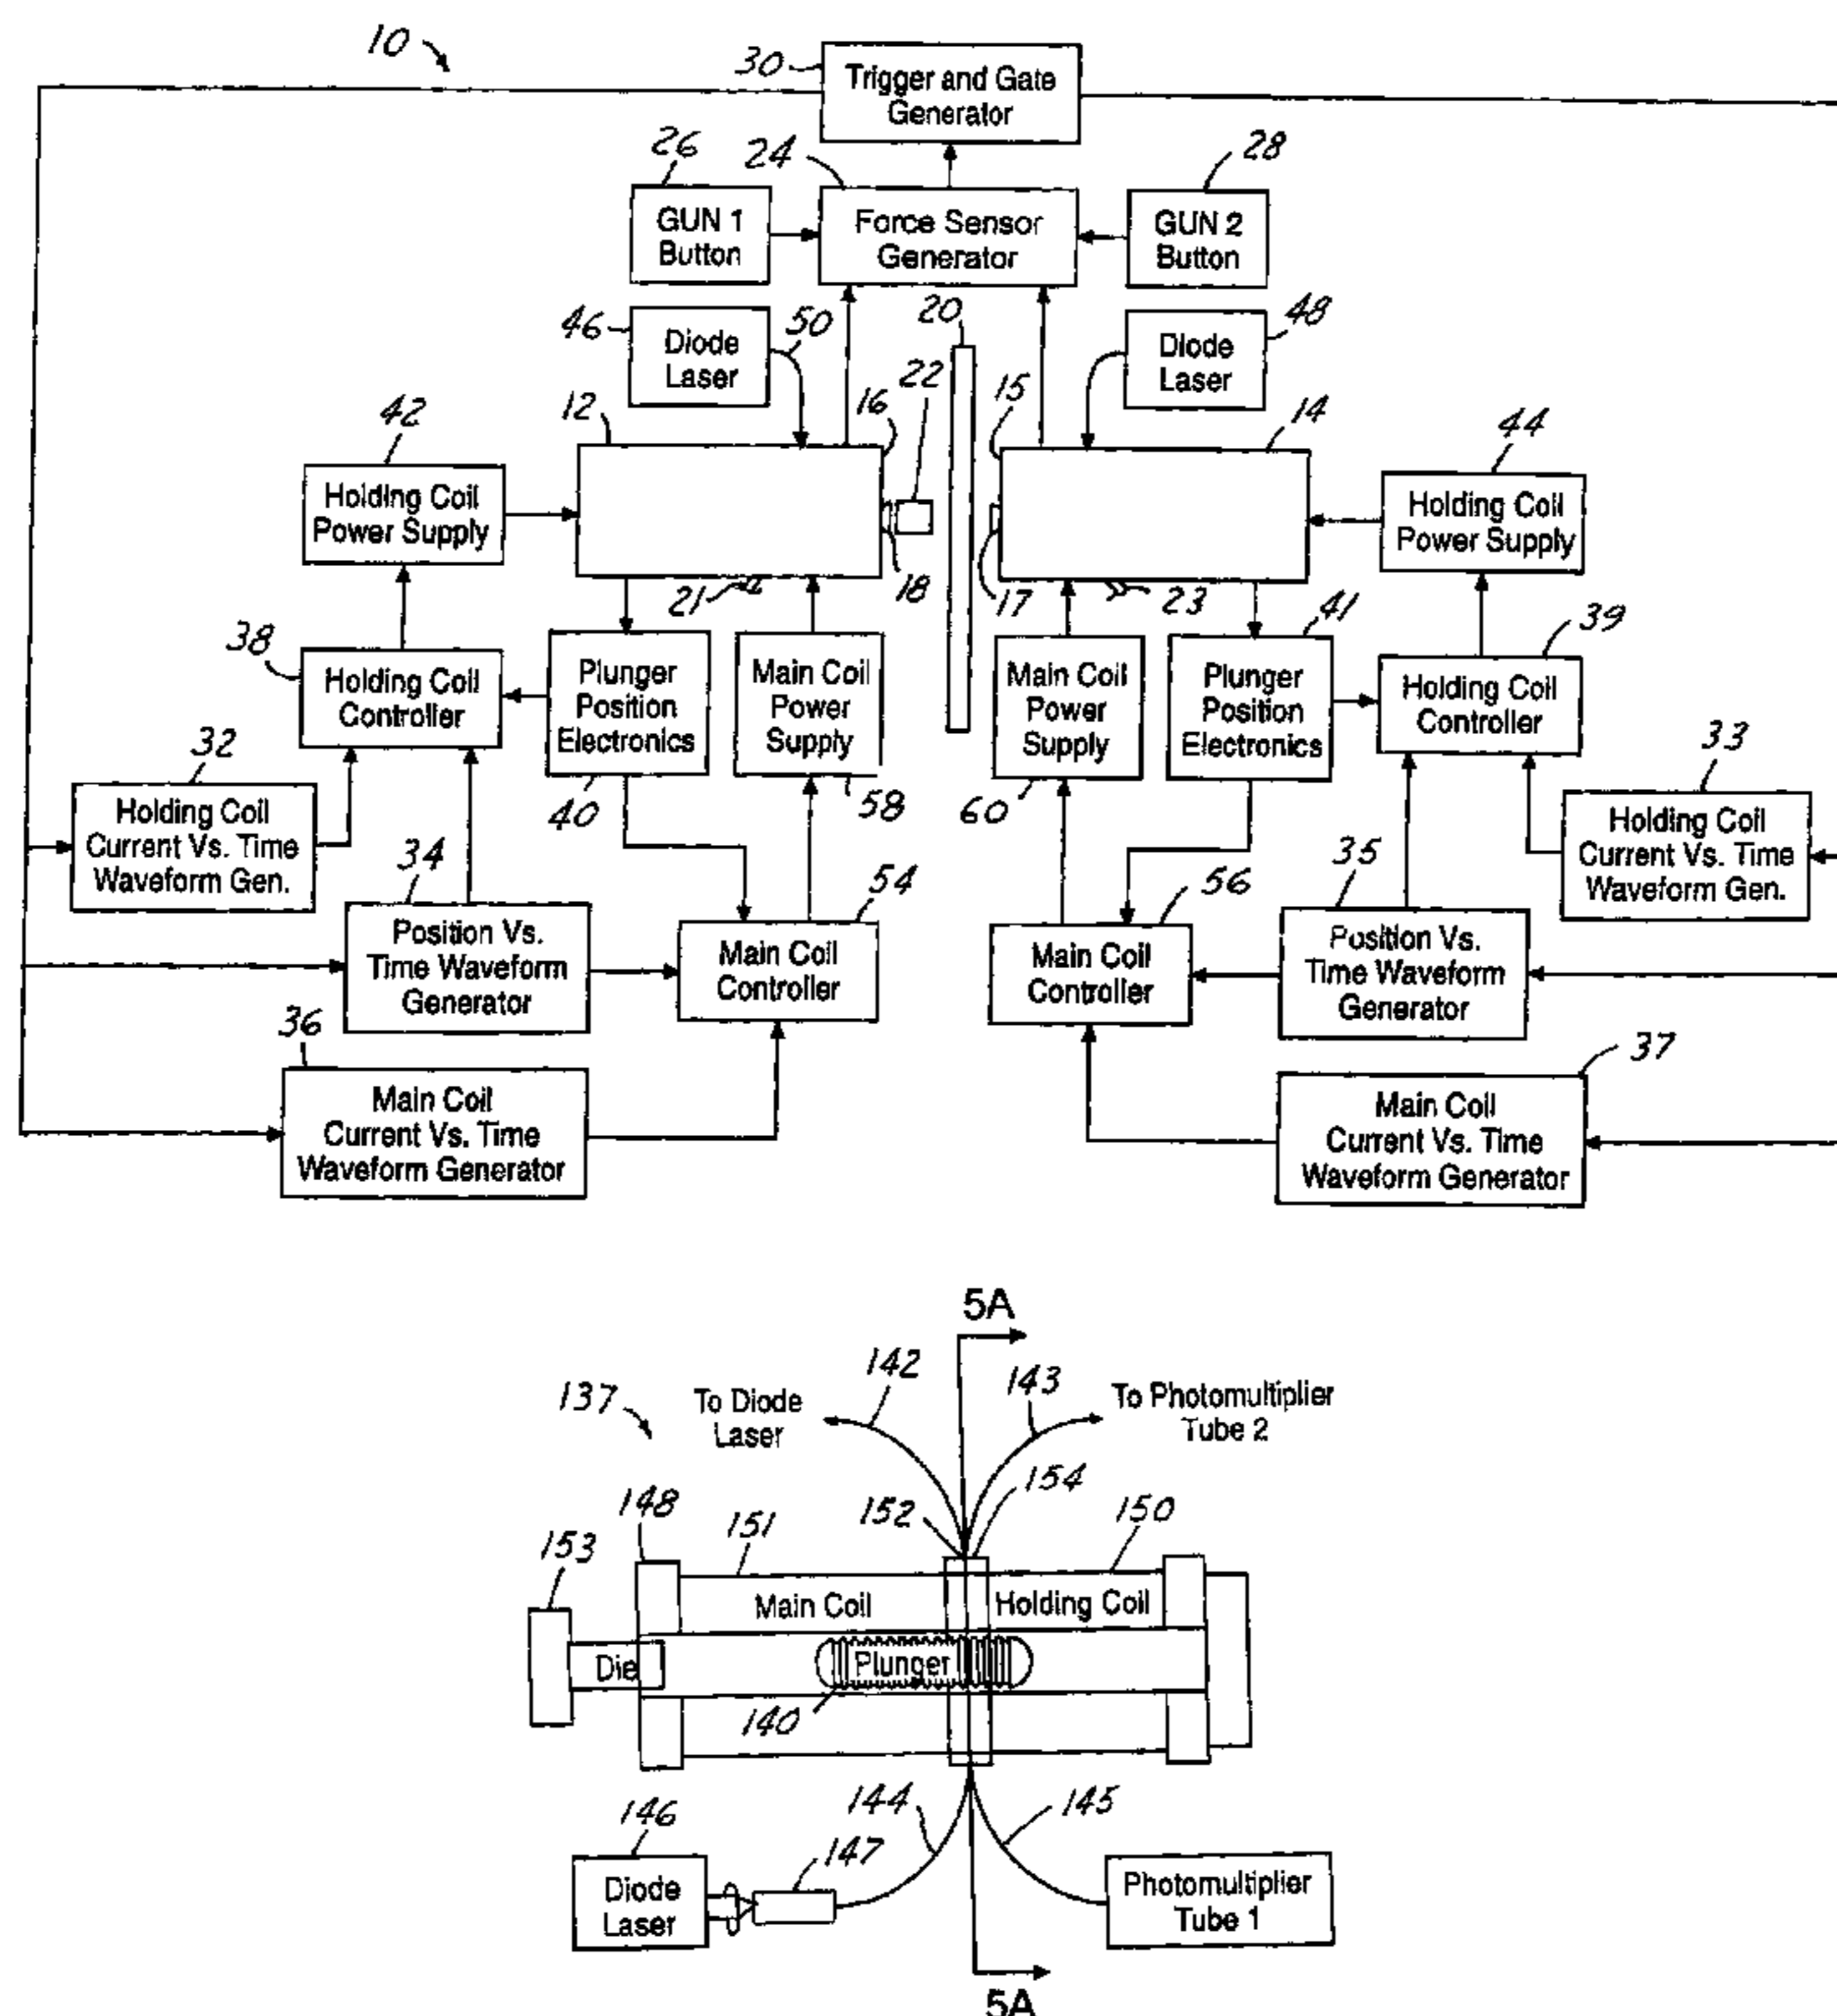 10
30
Trigger and Gate
Generator
26
24
28
GUN 1
Button
Force Sensor
Generator
GUN 2
Button
46
Diode
Laser
50
20
48
Diode
Laser
22
12
16
15
14
42
44
Holding Coil
Power Supply
Holding Coil
Power Supply
21
18
17
23
38
41
39
Holding Coil
Controller
Plunger
Position
Electronics
Main Coil
Power
Supply
Main Coil
Power
Supply
Plunger
Position
Electronics
Holding Coil
Controller
32
33
40
58
60
Holding Coil
Current Vs. Time
Waveform Gen.
34
54
56
35
Holding Coil
Current Vs. Time
Waveform Gen.
Position Vs.
Time Waveform
Generator
Main Coil
Controller
Main Coil
Controller
Position Vs.
Time Waveform
Generator
36
37
Main Coil
Current Vs. Time
Waveform Generator
Main Coil
Current Vs. Time
Waveform Generator
5A
142
143
137
To Diode
Laser
To Photomultiplier
Tube 2
148
151
152
154
150
153
Main Coil
Holding Coil
Die
Plunger
140
144
145
146
147
Diode
Laser
Photomultiplier
Tube 1
5A